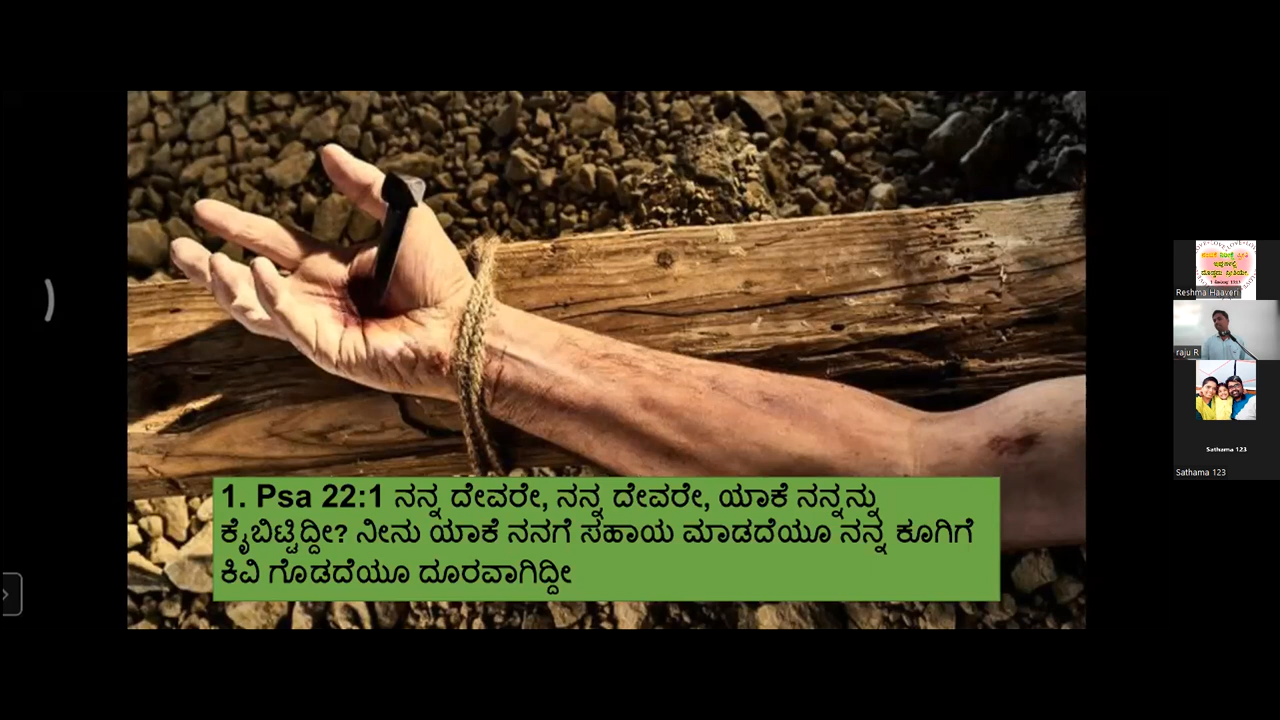 1. Psa 22:1 ನನ್ನ ದೇವರೇ, ನನ್ನ ದೇವರೇ, ಯಾಕೆ ನನ್ನನ್ನು
ಕೈಬಿಟ್ಟಿದ್ದೀ? ನೀನು ಯಾಕೆ ನನಗೆ ಸಹಾಯ ಮಾಡದೆಯೂ ನನ್ನ ಕೂಗಿಗೆ
ಕಿವಿ ಗೊಡದೆಯೂ ದೂರವಾಗಿದ್ದೀ
Reshma Haaveri
raju R
Sathama 123
Sathama 123